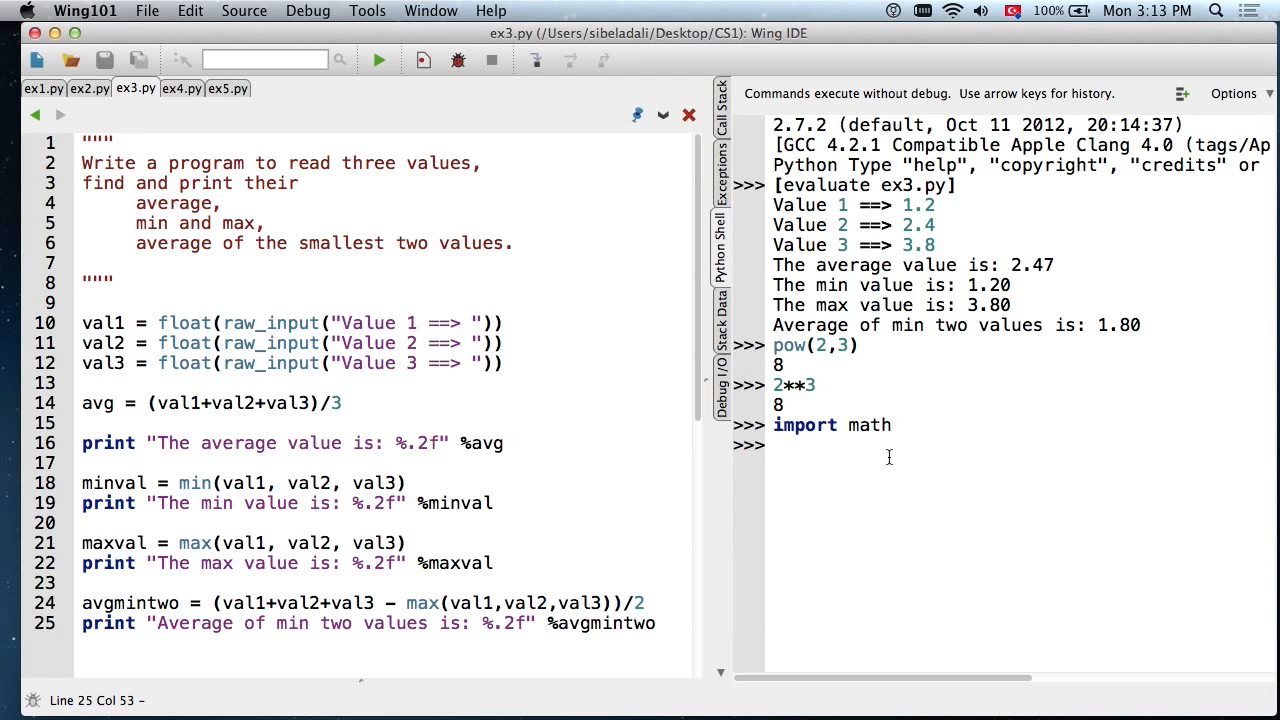 Wing101 File Edit Source Debug Tools Window Help 100% Mon 3:13 PM
ex3.py (/Users/sibeladali/Desktop/CS1): Wing IDE
ex1.py ex2.py ex3.py ex4.py ex5.py
1 """
2 Write a program to read three values,
3 find and print their
4 average,
5 min and max,
6 average of the smallest two values.
7
8 """
9
10 val1 = float(raw_input("Value 1 ==> "))
11 val2 = float(raw_input("Value 2 ==> "))
12 val3 = float(raw_input("Value 3 ==> "))
13
14 avg = (val1+val2+val3)/3
15
16 print "The average value is: %.2f" %avg
17
18 minval = min(val1, val2, val3)
19 print "The min value is: %.2f" %minval
20
21 maxval = max(val1, val2, val3)
22 print "The max value is: %.2f" %maxval
23
24 avgmintwo = (val1+val2+val3 - max(val1,val2,val3))/2
25 print "Average of min two values is: %.2f" %avgmintwo
Line 25 Col 53 –
Call Stack
Exceptions
Python Shell
Stack Data
Debug I/O
Commands execute without debug. Use arrow keys for history. Options
2.7.2 (default, Oct 11 2012, 20:14:37)
[GCC 4.2.1 Compatible Apple Clang 4.0 (tags/Ap
Python Type "help", "copyright", "credits" or
>>> [evaluate ex3.py]
Value 1 ==> 1.2
Value 2 ==> 2.4
Value 3 ==> 3.8
The average value is: 2.47
The min value is: 1.20
The max value is: 3.80
Average of min two values is: 1.80
>>> pow(2,3)
8
>>> 2**3
8
>>> import math
>>>